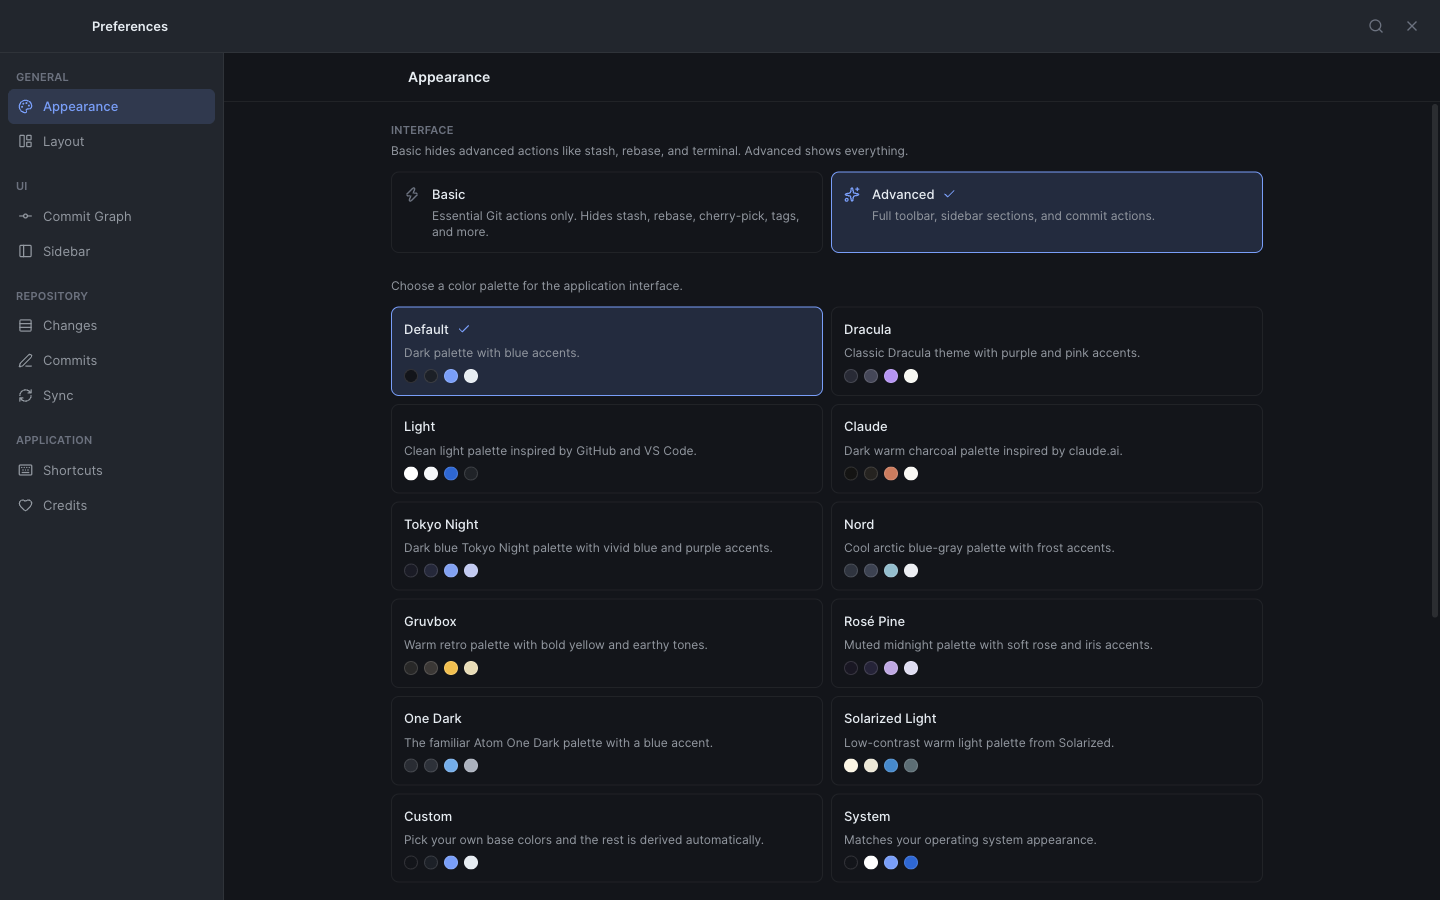 Preferences
GENERAL
Appearance
Layout
UI
Commit Graph
Sidebar
REPOSITORY
Changes
Commits
Sync
APPLICATION
Shortcuts
Credits
Appearance
INTERFACE
Basic hides advanced actions like stash, rebase, and terminal. Advanced shows everything.
Basic
Essential Git actions only. Hides stash, rebase, cherry-pick, tags,
and more.
Advanced
Full toolbar, sidebar sections, and commit actions.
Choose a color palette for the application interface.
Default
Dark palette with blue accents.
Dracula
Classic Dracula theme with purple and pink accents.
Light
Clean light palette inspired by GitHub and VS Code.
Claude
Dark warm charcoal palette inspired by claude.ai.
Tokyo Night
Dark blue Tokyo Night palette with vivid blue and purple accents.
Nord
Cool arctic blue-gray palette with frost accents.
Gruvbox
Warm retro palette with bold yellow and earthy tones.
Rosé Pine
Muted midnight palette with soft rose and iris accents.
One Dark
The familiar Atom One Dark palette with a blue accent.
Solarized Light
Low-contrast warm light palette from Solarized.
Custom
Pick your own base colors and the rest is derived automatically.
System
Matches your operating system appearance.